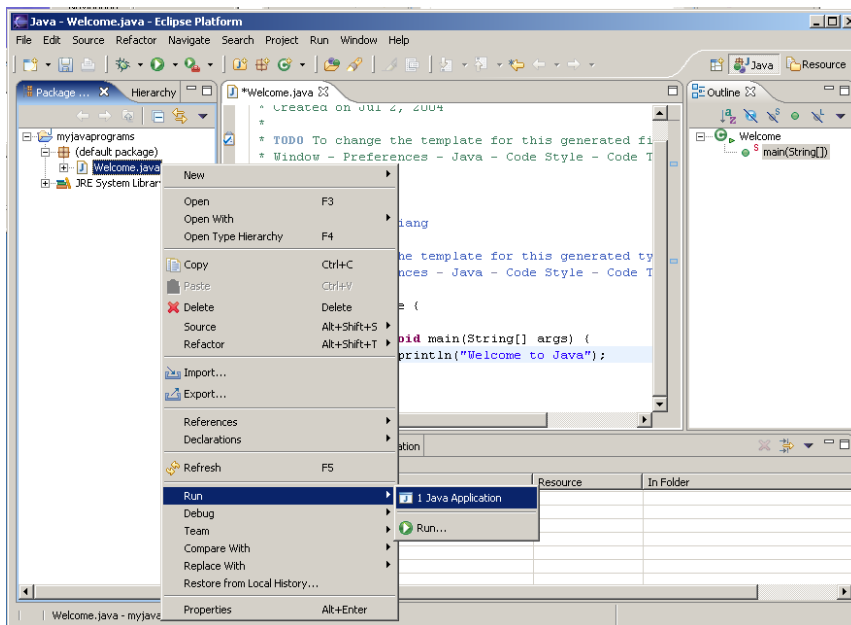 Java - Welcome.java - Eclipse Platform
File Edit Source Refactor Navigate Search Project Run Window Help
Java Resource
Package ... Hierarchy
*Welcome.java
Outline
myjavaprograms
(default package)
Welcome.java
JRE System Librar
* Created on Jul 2, 2004
*
* TODO To change the template for this generated fi
* Window - Preferences - Java - Code Style - Code T
iang
he template for this generated ty
nces - Java - Code Style - Code T
e {
oid main(String[] args) {
println("Welcome to Java");
Welcome
main(String[])
New
Open F3
Open With
Open Type Hierarchy F4
Copy Ctrl+C
Paste Ctrl+V
Delete Delete
Source Alt+Shift+S
Refactor Alt+Shift+T
Import...
Export...
References
Declarations
Refresh F5
Run
Debug
Team
Compare With
Replace With
Restore from Local History...
Properties Alt+Enter
1 Java Application
Run...
ation
Resource In Folder
Welcome.java - myjava